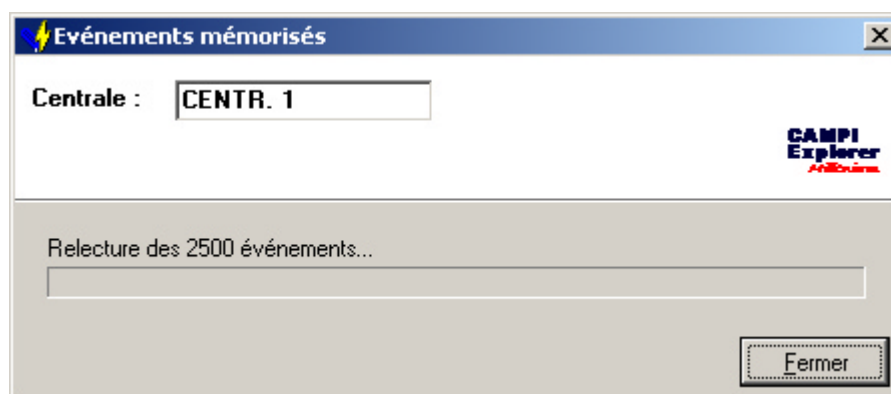 Evénements mémorisés
Centrale :
CENTR. 1
CAMPI
Explorer
Relecture des 2500 événements...
Fermer